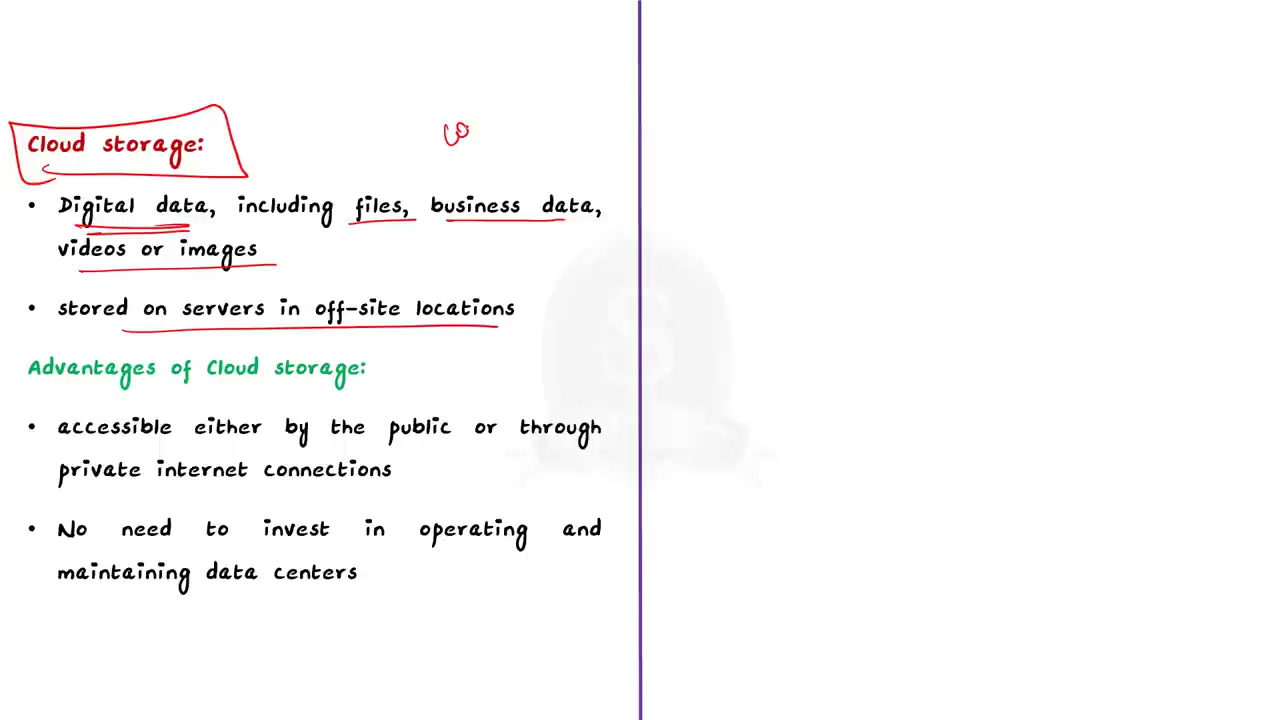 Cloud storage:
• Digital data, including files, business data,
videos or images
• stored on servers in off-site locations
Advantages of Cloud storage:
• accessible either by the public or through
private internet connections
• No need to invest in operating and
maintaining data centers